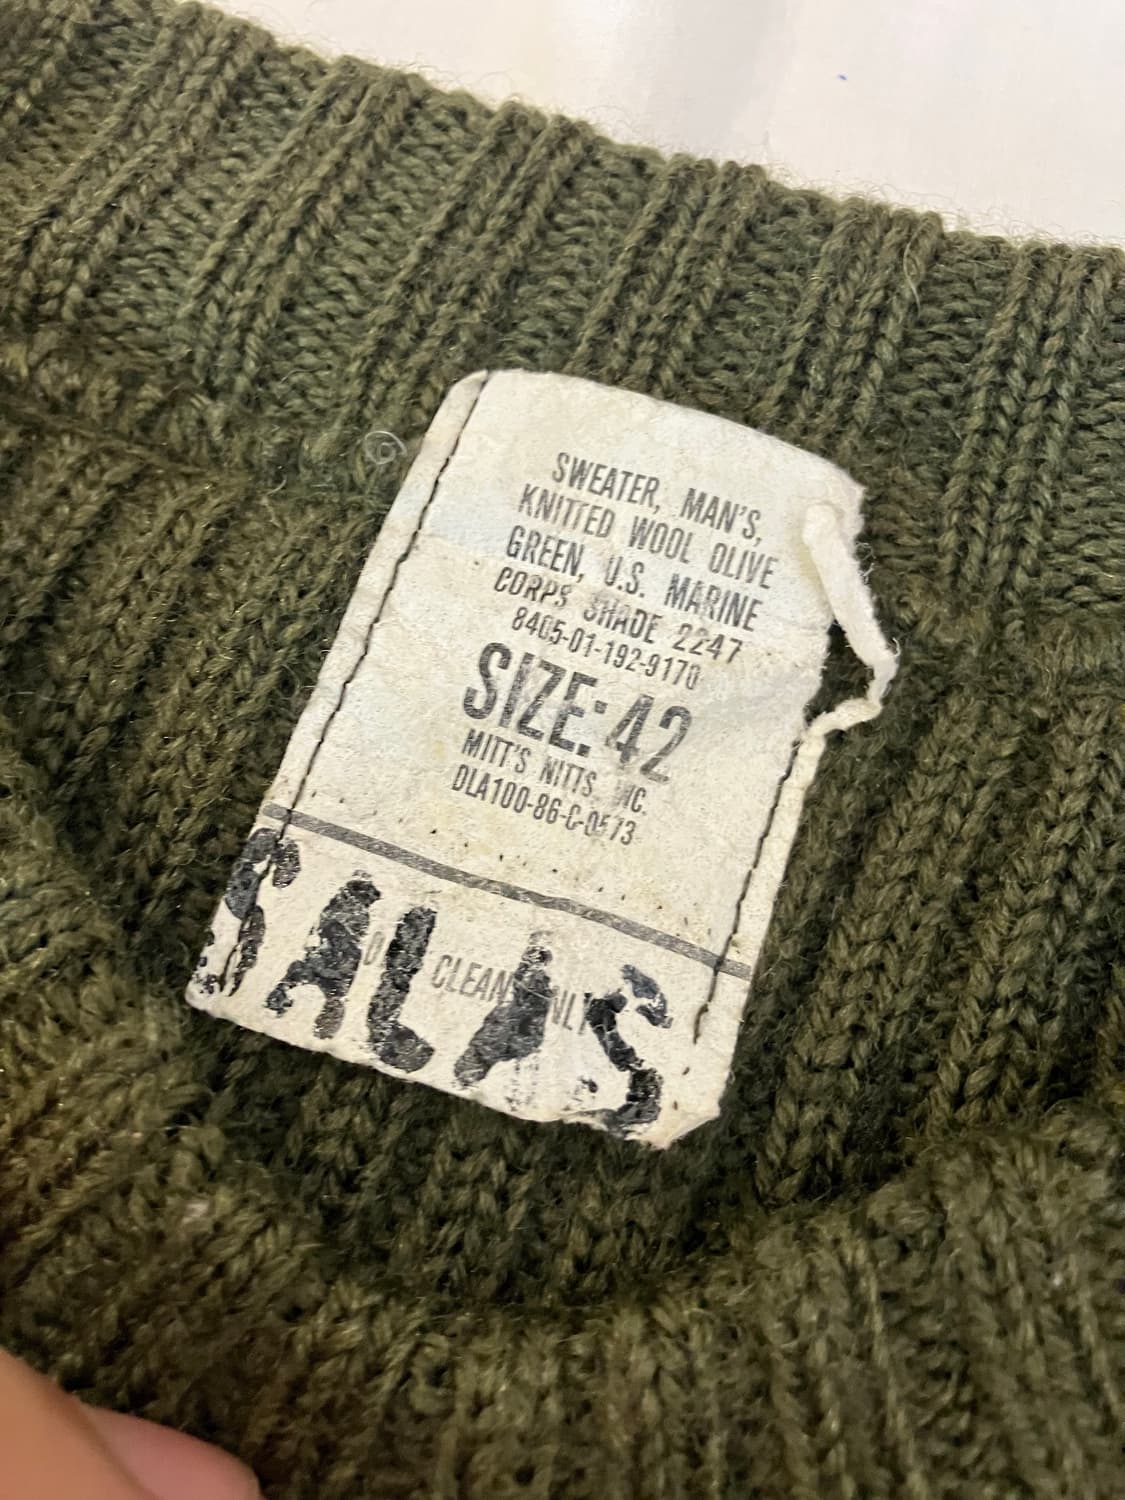 SWEATER, MAN'S,
KNITTED WOOL OLIVE
GREEN, U.S. MARINE
CORPS SHADE 2247
8405-01-192-9170
SIZE: 42
MITT'S NITTS, INC.
DLA100-86-C-0573
CLEAN ONLY
SALAS